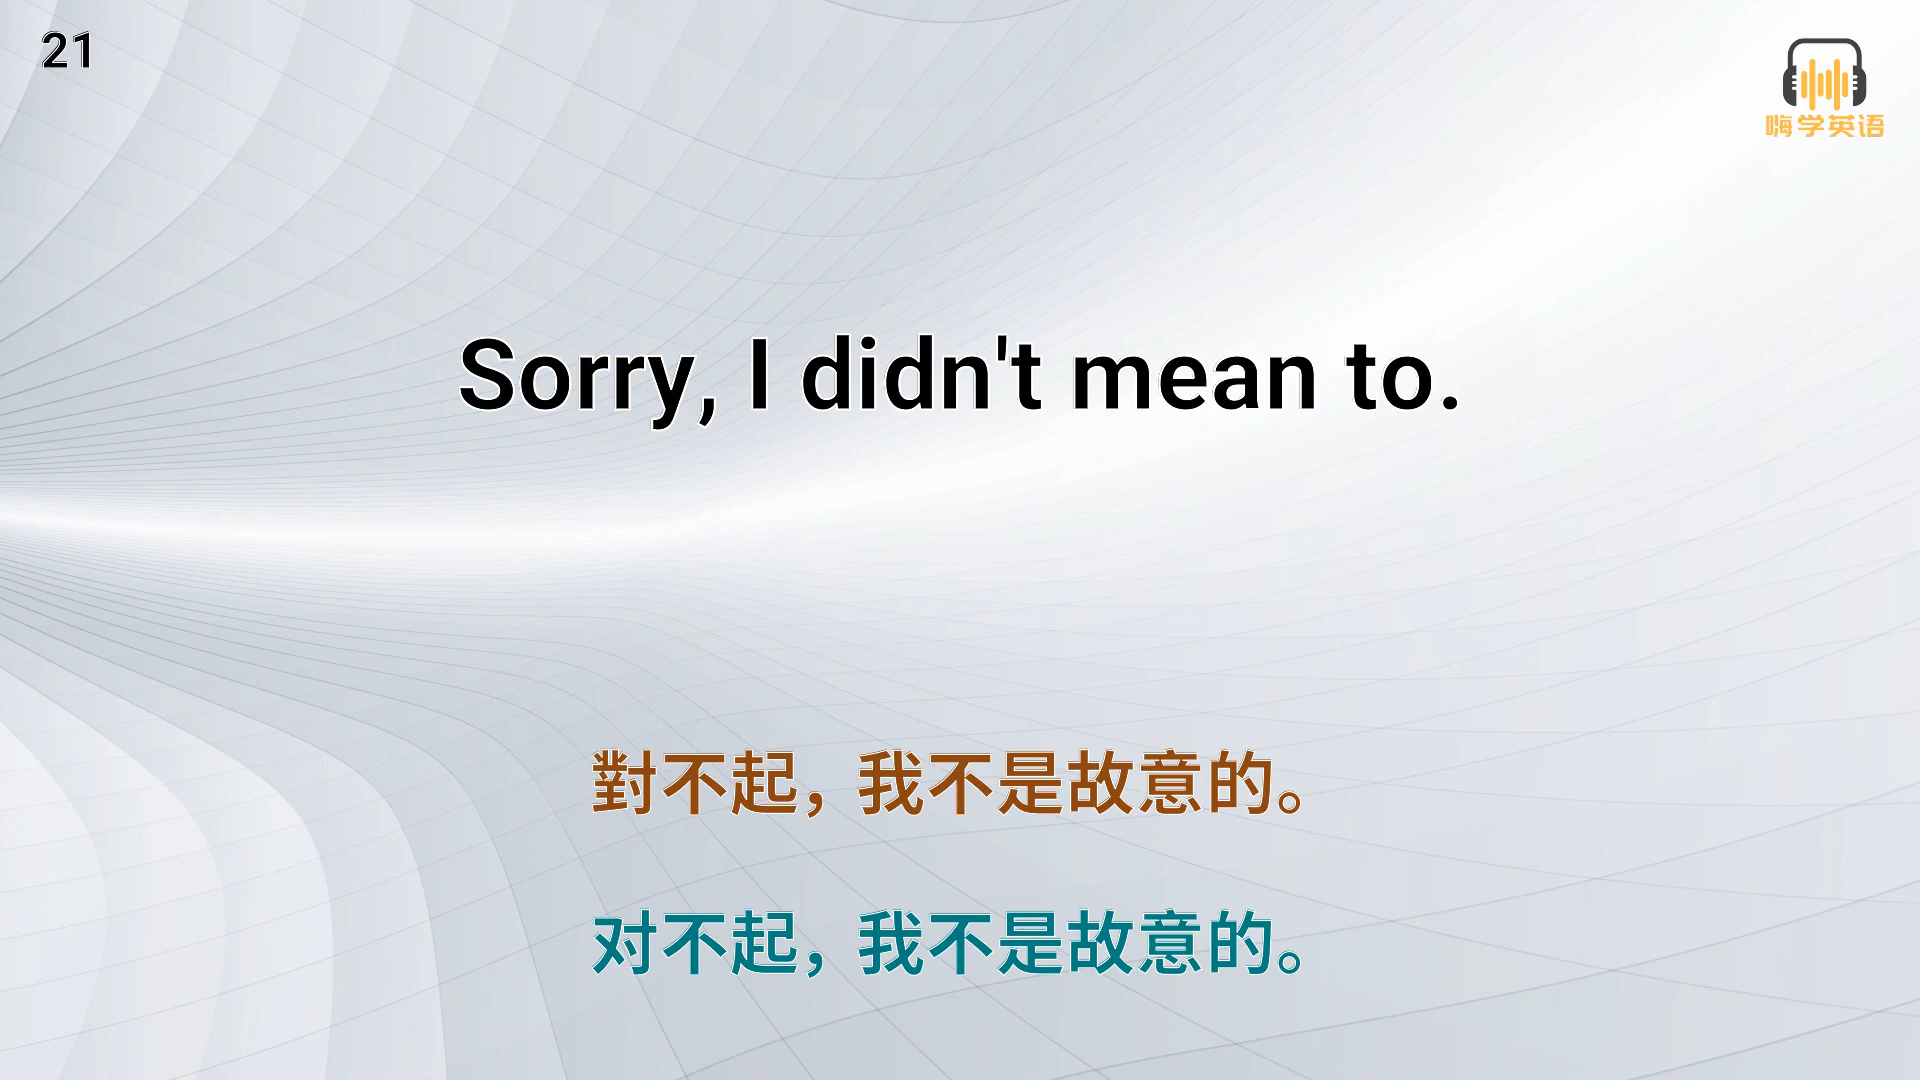 21
嗨学英语
Sorry, I didn't mean to.
對不起，我不是故意的。
对不起，我不是故意的。